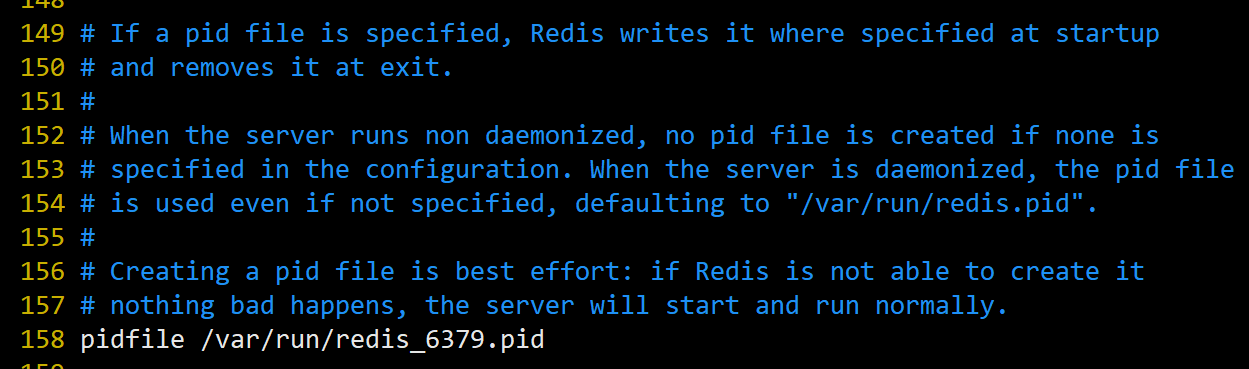 148
149 # If a pid file is specified, Redis writes it where specified at startup
150 # and removes it at exit.
151 #
152 # When the server runs non daemonized, no pid file is created if none is
153 # specified in the configuration. When the server is daemonized, the pid file
154 # is used even if not specified, defaulting to "/var/run/redis.pid".
155 #
156 # Creating a pid file is best effort: if Redis is not able to create it
157 # nothing bad happens, the server will start and run normally.
158 pidfile /var/run/redis_6379.pid
159